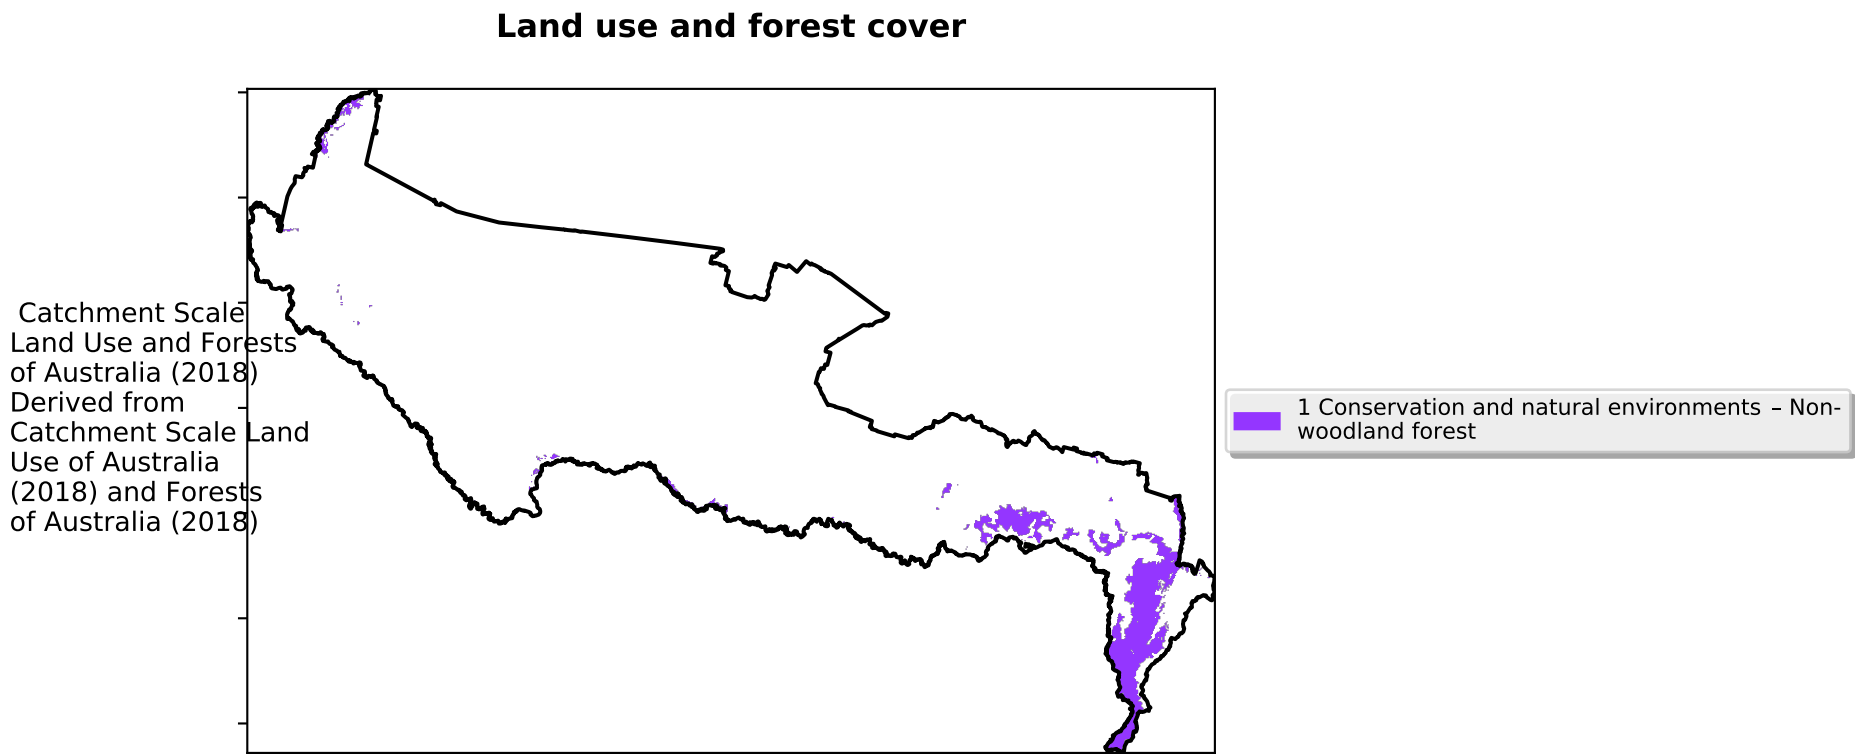 Land use and forest cover
Catchment Scale
Land Use and Forests
of Australia (2018)
Derived from
Catchment Scale Land
Use of Australia
(2018) and Forests
of Australia (2018)
1 Conservation and natural environments – Non-
woodland forest